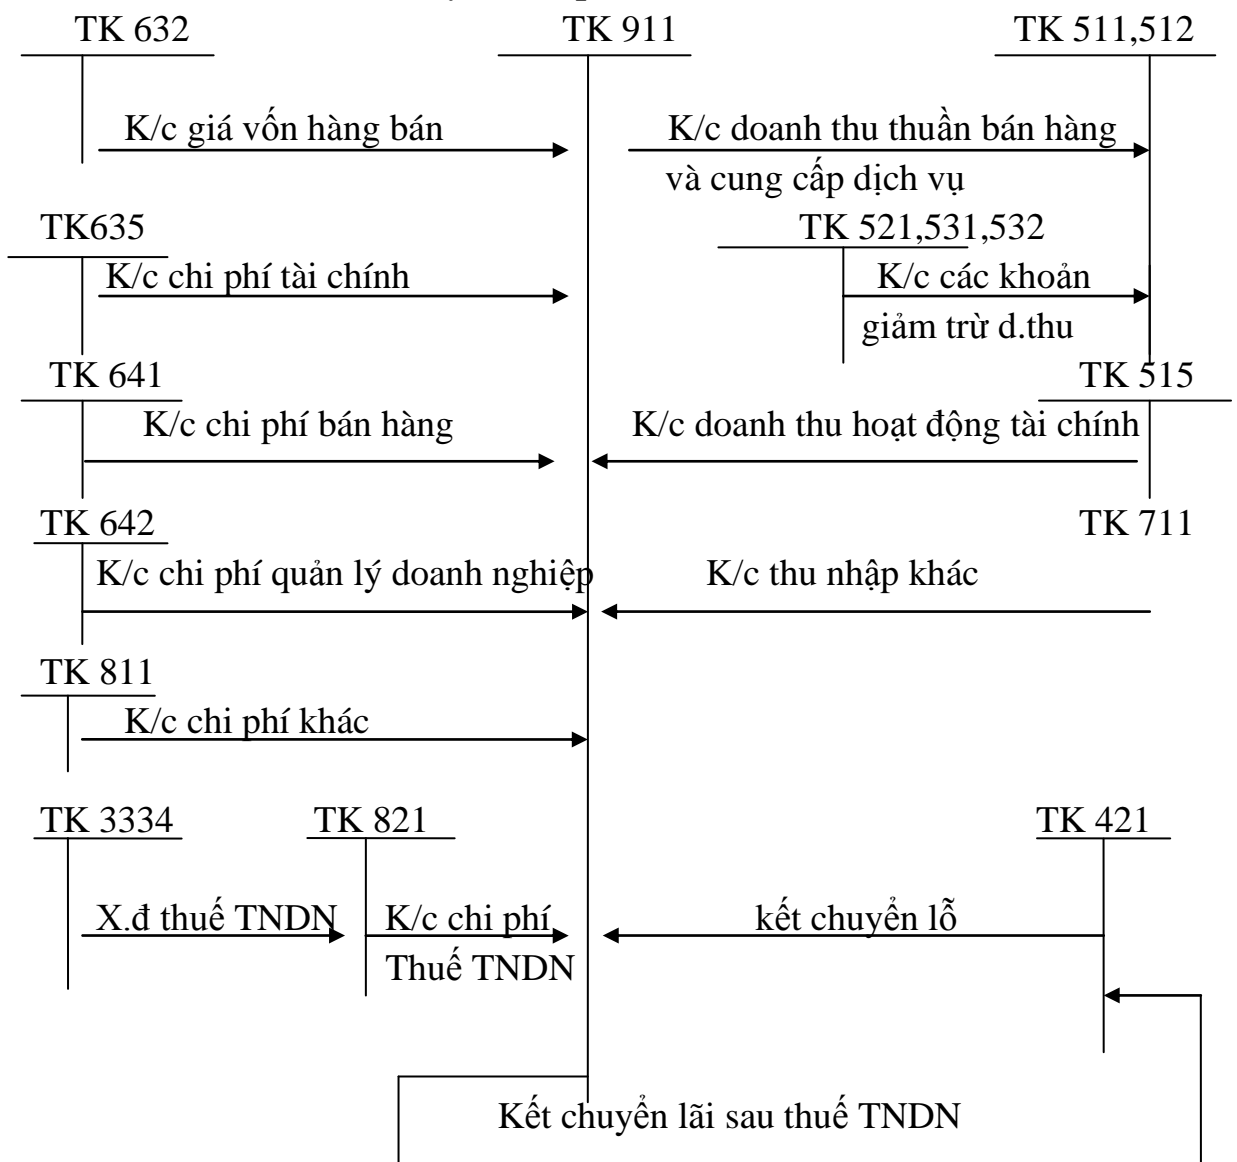 TK 632
TK 911
TK 511,512
K/c giá vốn hàng bán
K/c doanh thu thuần bán hàng
và cung cấp dịch vụ
TK635
TK 521,531,532
K/c chi phí tài chính
K/c các khoản
giảm trừ d.thu
TK 641
TK 515
K/c chi phí bán hàng
K/c doanh thu hoạt động tài chính
TK 642
TK 711
K/c chi phí quản lý doanh nghiệp
K/c thu nhập khác
TK 811
K/c chi phí khác
TK 3334
TK 821
TK 421
X.đ thuế TNDN
K/c chi phí
Thuế TNDN
kết chuyển lỗ
Kết chuyển lãi sau thuế TNDN